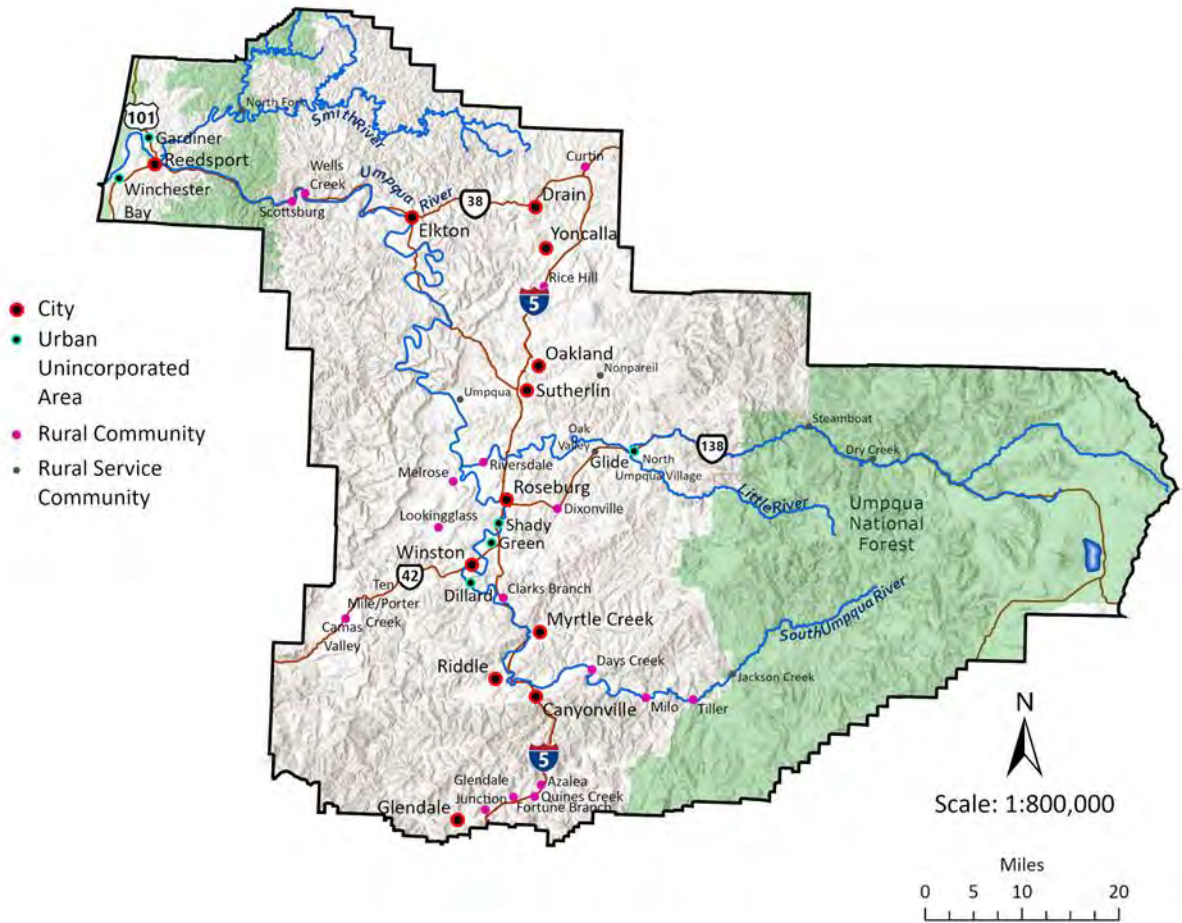 North Fork
Smith River
101
Gardiner
Reedsport
Winchester
Bay
Wells
Creek
Scottsburg
Umpqua River
38
Curtin
Drain
Elkton
Yoncalla
Rice Hill
5
Oakland
Nonpareil
Sutherlin
Umpqua
City
Urban
Unincorporated
Area
Rural Community
Rural Service
Community
Steamboat
Oak
Valley
138
Dry Creek
Riversdale
Glide
North
Umpqua Village
Melrose
Little River
Roseburg
Dixonville
Umpqua
National
Forest
Lookingglass
Shady
Green
Winston
42
Ten
Mile/Porter
Creek
Dillard
Clarks Branch
Camas
Valley
Myrtle Creek
South Umpqua River
Riddle
Days Creek
Jackson Creek
Canyonville
Milo
Tiller
5
Glendale
Junction
Azalea
Quines Creek
Fortune Branch
Glendale
N
Scale: 1:800,000
Miles
0 5 10 20